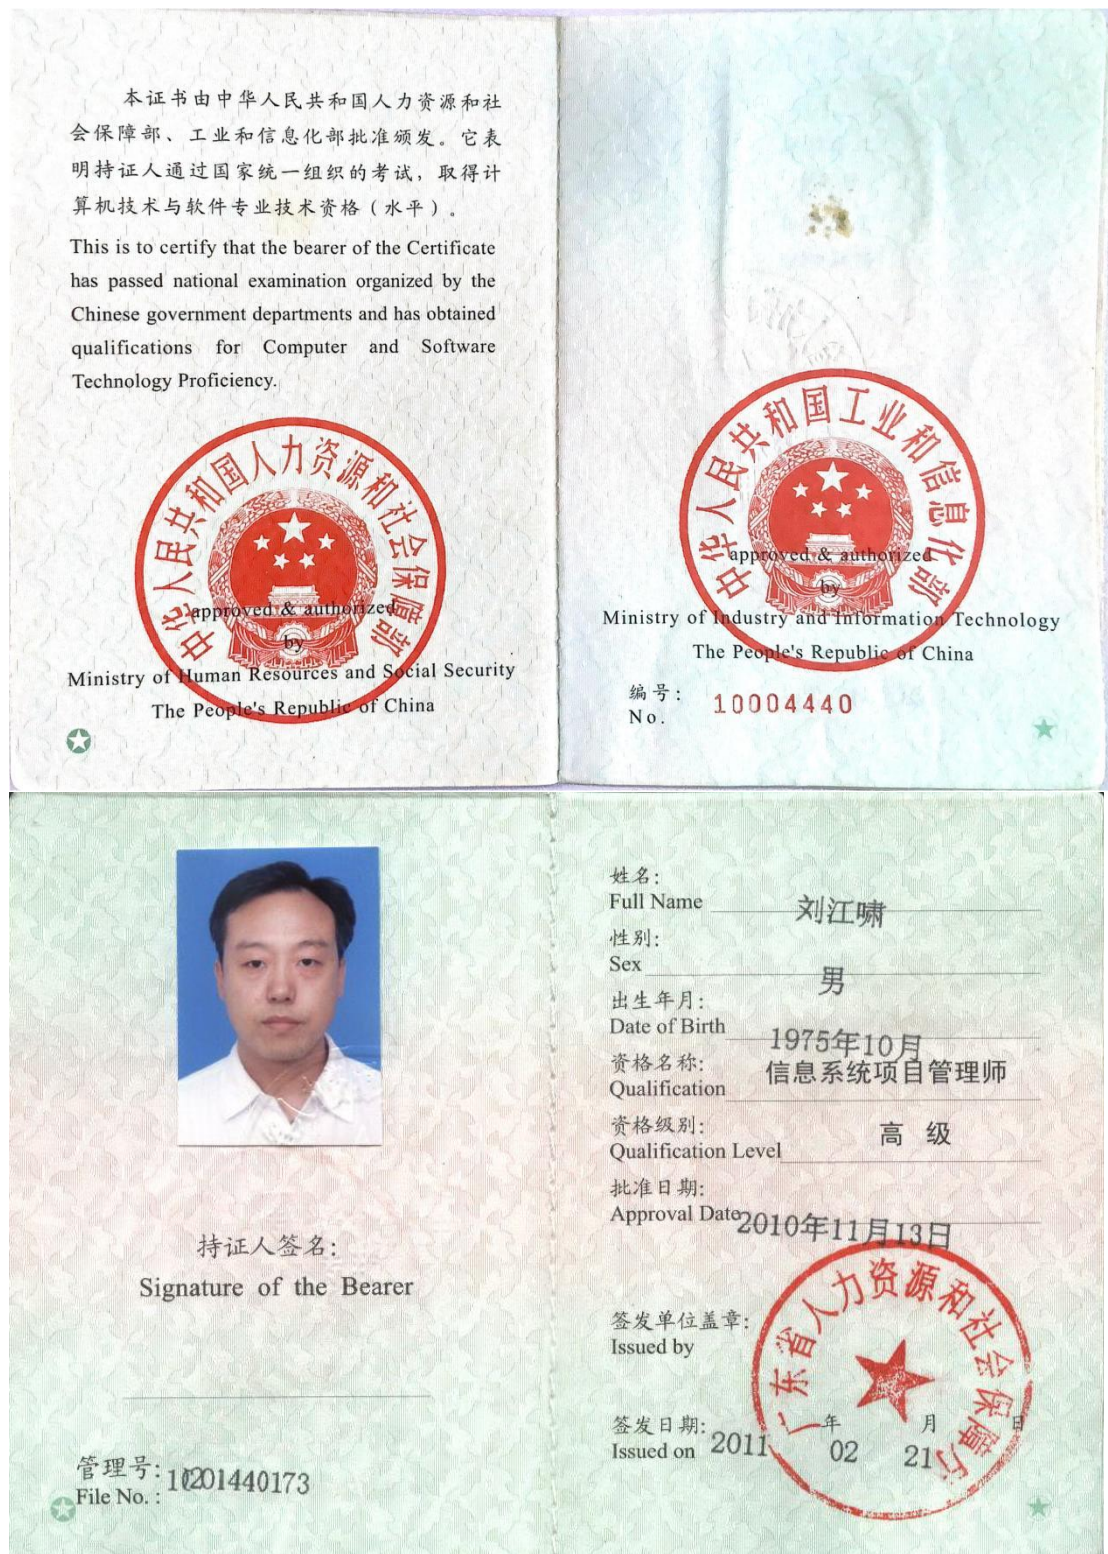 本证书由中华人民共和国人力资源和社
会保障部、工业和信息化部批准颁发。它表
明持证人通过国家统一组织的考试，取得计
算机技术与软件专业技术资格（水平）。
This is to certify that the bearer of the Certificate
has passed national examination organized by the
Chinese government departments and has obtained
qualifications for Computer and Software
Technology Proficiency.
中华人民共和国人力资源和社会保障部
approved & authorized
by
Ministry of Human Resources and Social Security
The People's Republic of China
中华人民共和国工业和信息化部
approved & authorized
by
Ministry of Industry and Information Technology
The People's Republic of China
编号:
No. 10004440
持证人签名:
Signature of the Bearer
管理号:
File No. :
姓名:
Full Name 刘江啸
性别:
Sex 男
出生年月:
Date of Birth 1975年10月
资格名称: 信息系统项目管理师
Qualification
资格级别: 高 级
Qualification Level
批准日期:
Approval Date 2010年11月13日
签发单位盖章:
Issued by
广东省人力资源和社会保障厅
签发日期: 年 月 日
Issued on 2011 02 21